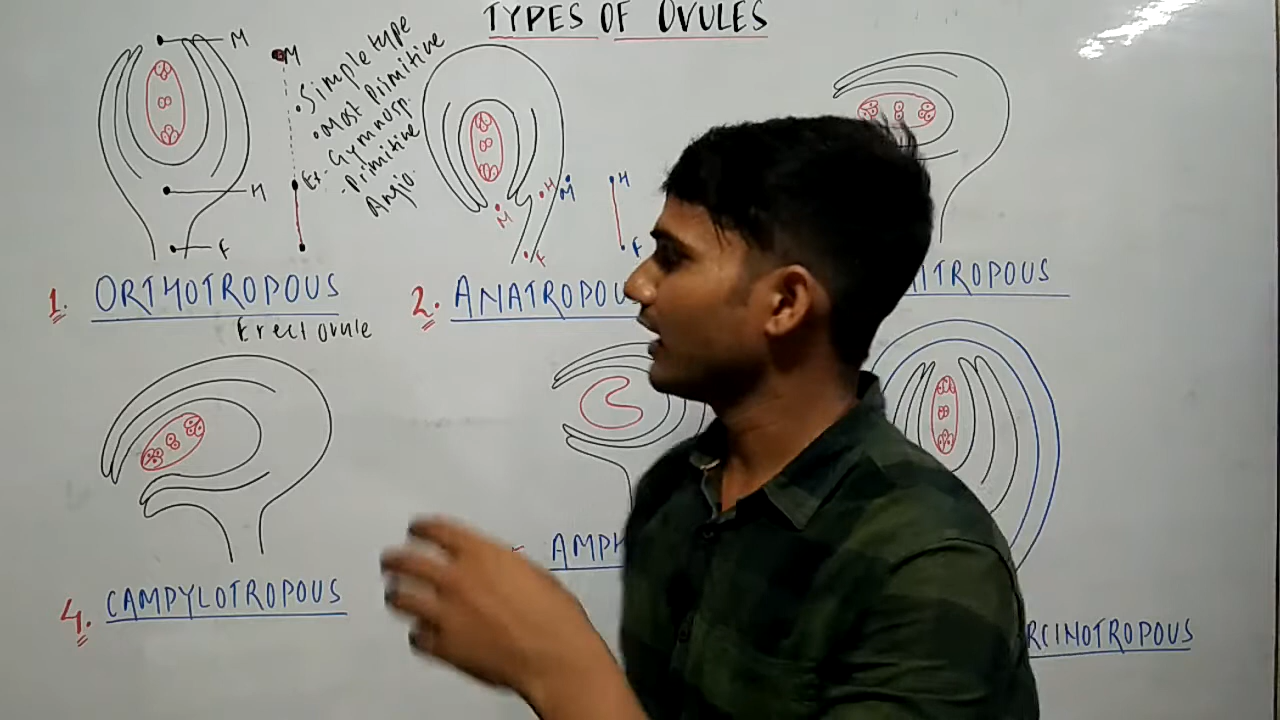 TYPES OF OVULES
M
M
• Simple type
• Most Primitive
Ex- Gymnosp.
- Primitive
Angio.
H
F
M
H
M
F
H
F
1. ORTHOTROPOUS
Erect ovule
2. ANATROPOU
ITROPOUS
4. CAMPYLOTROPOUS
AMPH
RCINOTROPOUS